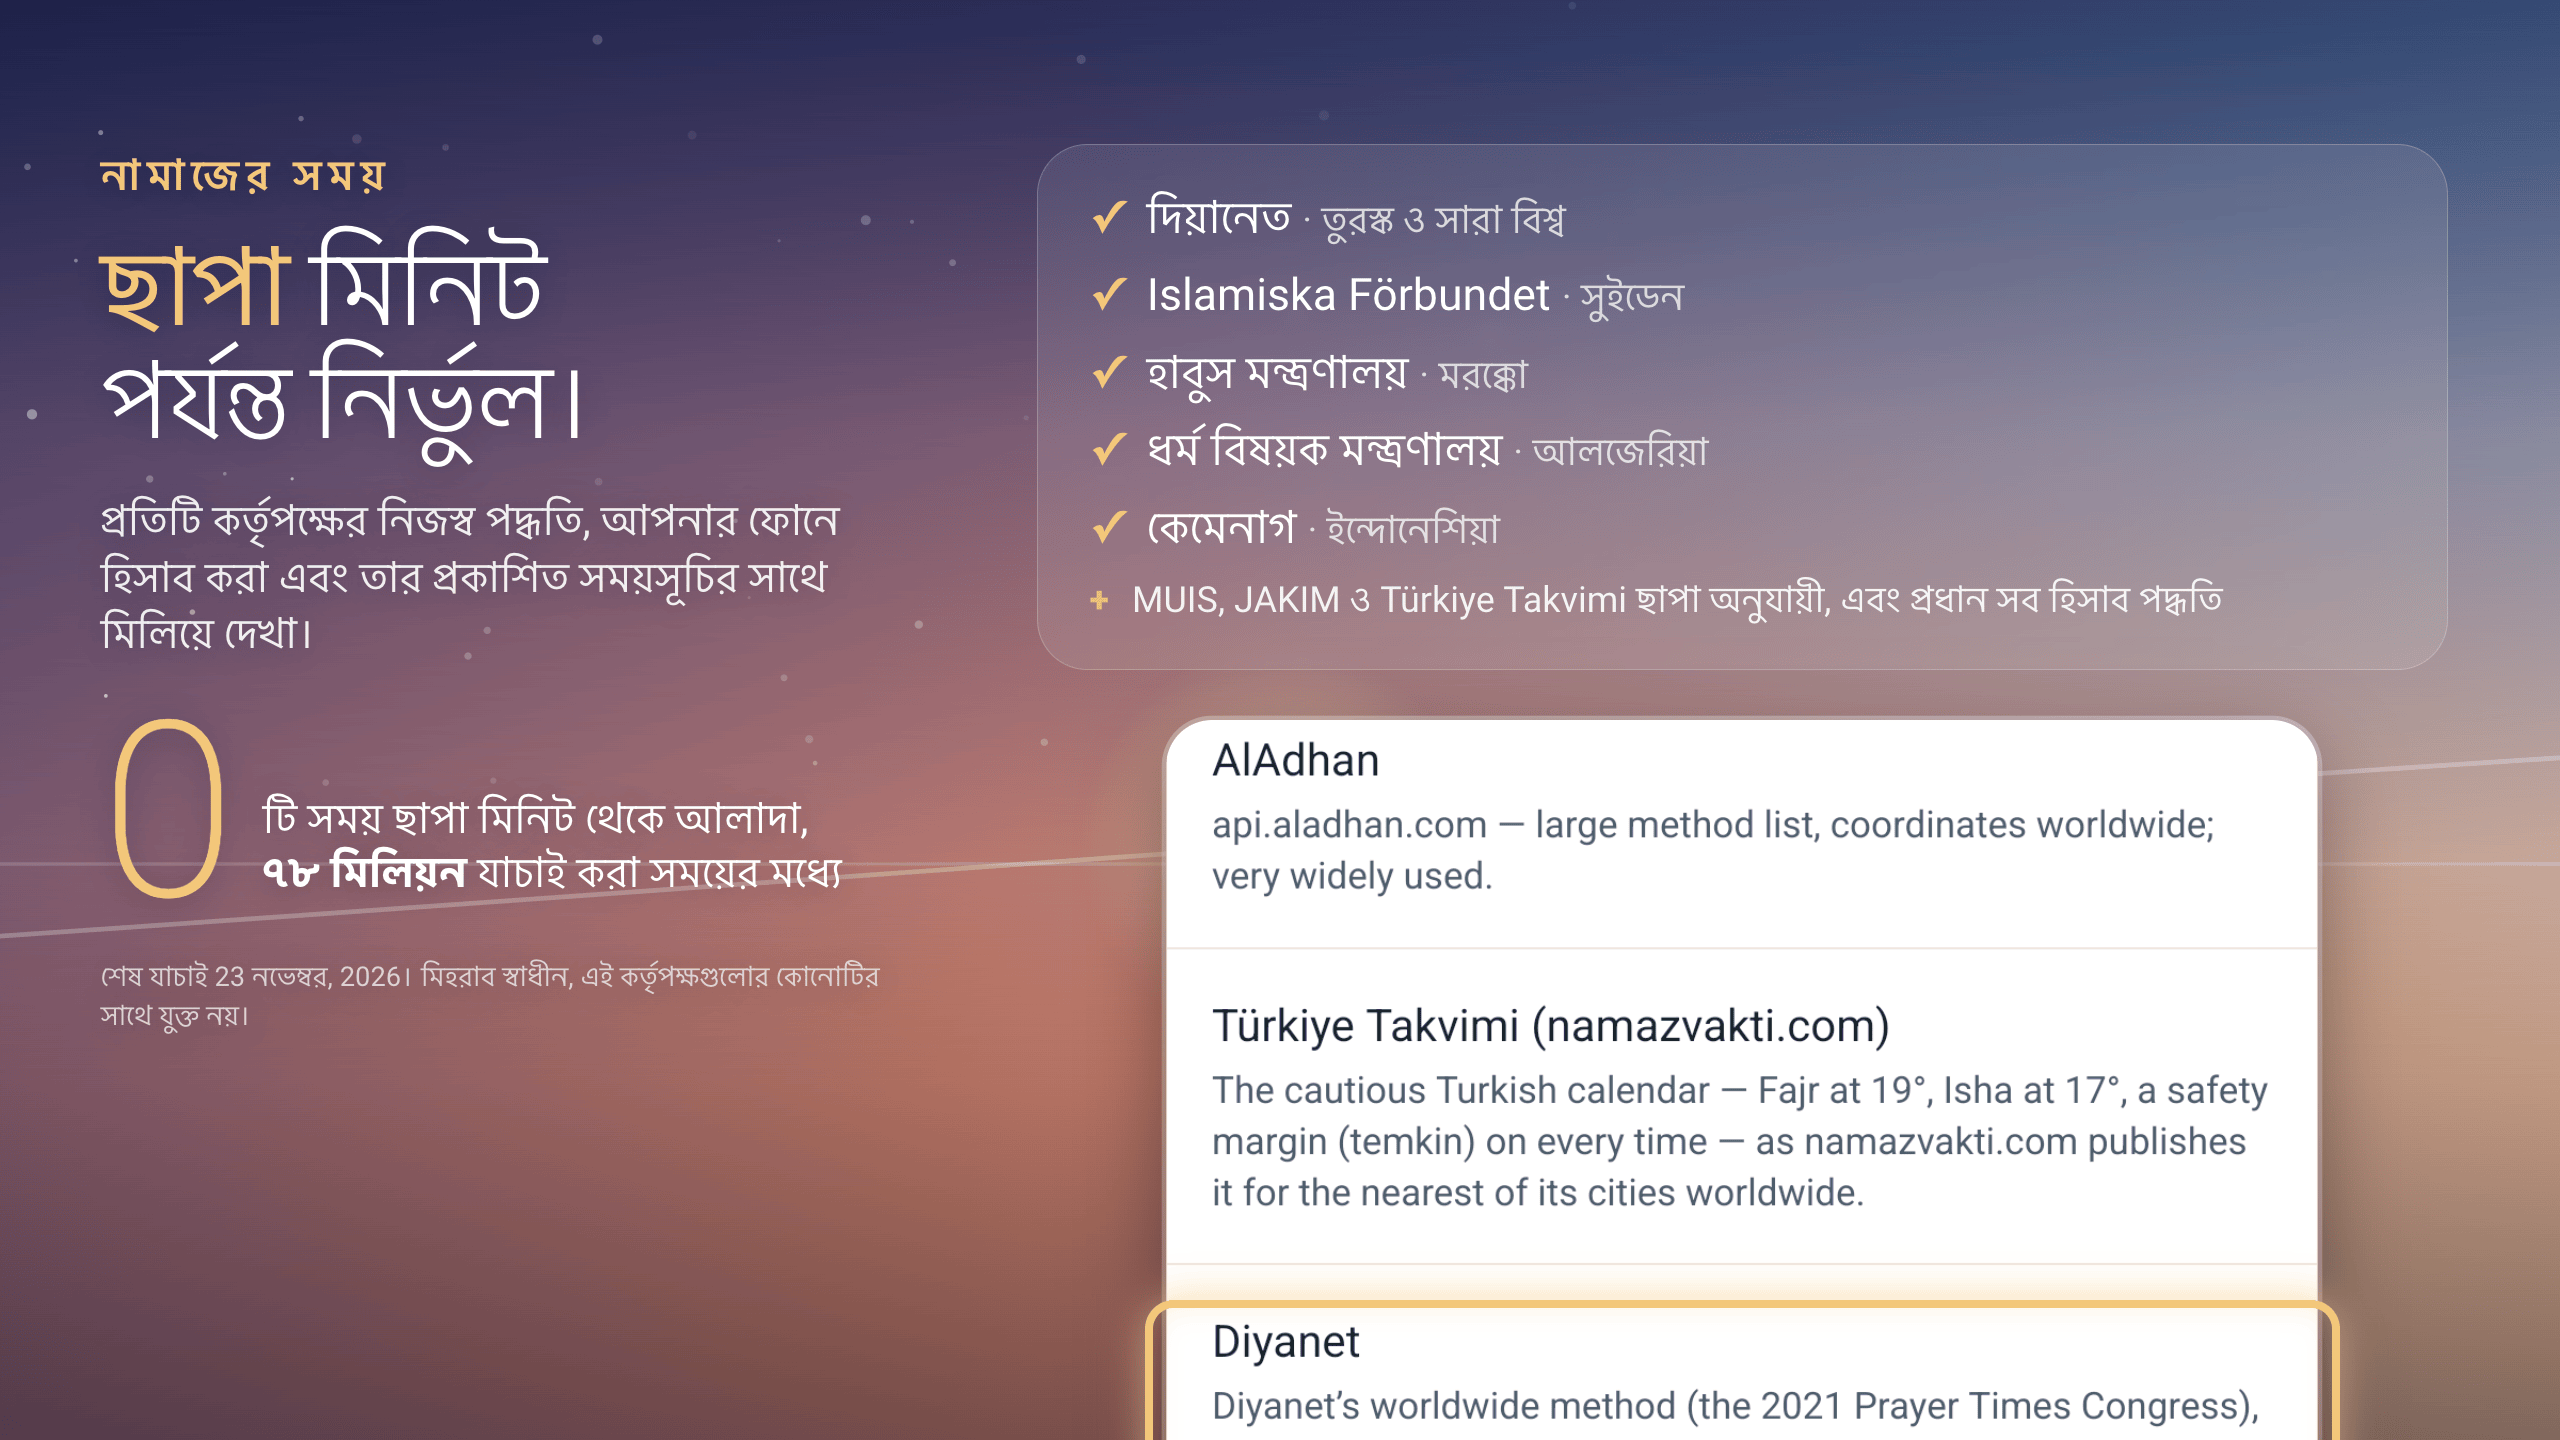 নামাজের সময়
ছাপা মিনিট
পর্যন্ত নির্ভুল।
প্রতিটি কর্তৃপক্ষের নিজস্ব পদ্ধতি, আপনার ফোনে
হিসাব করা এবং তার প্রকাশিত সময়সূচির সাথে
মিলিয়ে দেখা।
0
টি সময় ছাপা মিনিট থেকে আলাদা,
৭৮ মিলিয়ন যাচাই করা সময়ের মধ্যে
শেষ যাচাই 23 নভেম্বর, 2026। মিহরাব স্বাধীন, এই কর্তৃপক্ষগুলোর কোনোটির
সাথে যুক্ত নয়।
✓ দিয়ানেত · তুরস্ক ও সারা বিশ্ব
✓ Islamiska Förbundet · সুইডেন
✓ হাবুস মন্ত্রণালয় · মরক্কো
✓ ধর্ম বিষয়ক মন্ত্রণালয় · আলজেরিয়া
✓ কেমেনাগ · ইন্দোনেশিয়া
+ MUIS, JAKIM ও Türkiye Takvimi ছাপা অনুযায়ী, এবং প্রধান সব হিসাব পদ্ধতি
AlAdhan
api.aladhan.com — large method list, coordinates worldwide;
very widely used.
Türkiye Takvimi (namazvakti.com)
The cautious Turkish calendar — Fajr at 19°, Isha at 17°, a safety
margin (temkin) on every time — as namazvakti.com publishes
it for the nearest of its cities worldwide.
Diyanet
Diyanet’s worldwide method (the 2021 Prayer Times Congress),